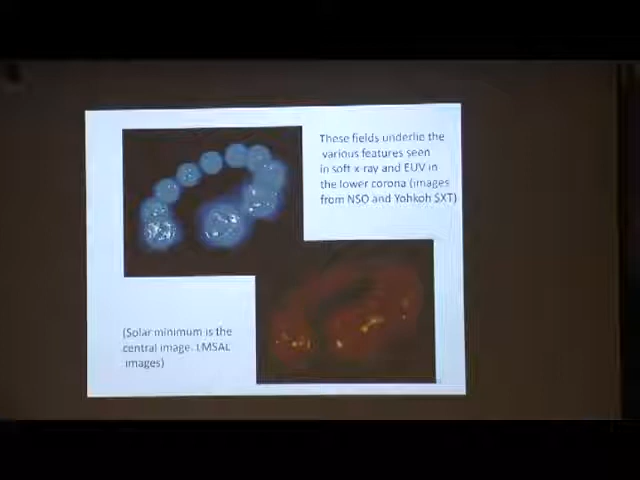 These fields underlie the
various features seen
in soft x-ray and EUV in
the lower corona (images
from NSO and Yohkoh SXT)
(Solar minimum is the
central image. LMSAL
images)